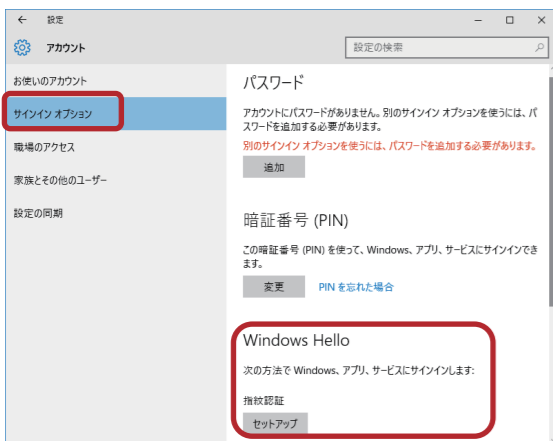 設定
アカウント
設定の検索
お使いのアカウント
サインイン オプション
職場のアクセス
家族とその他のユーザー
設定の同期
パスワード
アカウントにパスワードがありません。別のサインイン オプションを使うには、パ
スワードを追加する必要があります。
別のサインイン オプションを使うには、パスワードを追加する必要があります。
追加
暗証番号 (PIN)
この暗証番号 (PIN) を使って、Windows、アプリ、サービスにサインインでき
ます。
変更 PIN を忘れた場合
Windows Hello
次の方法で Windows、アプリ、サービスにサインインします:
指紋認証
セットアップ